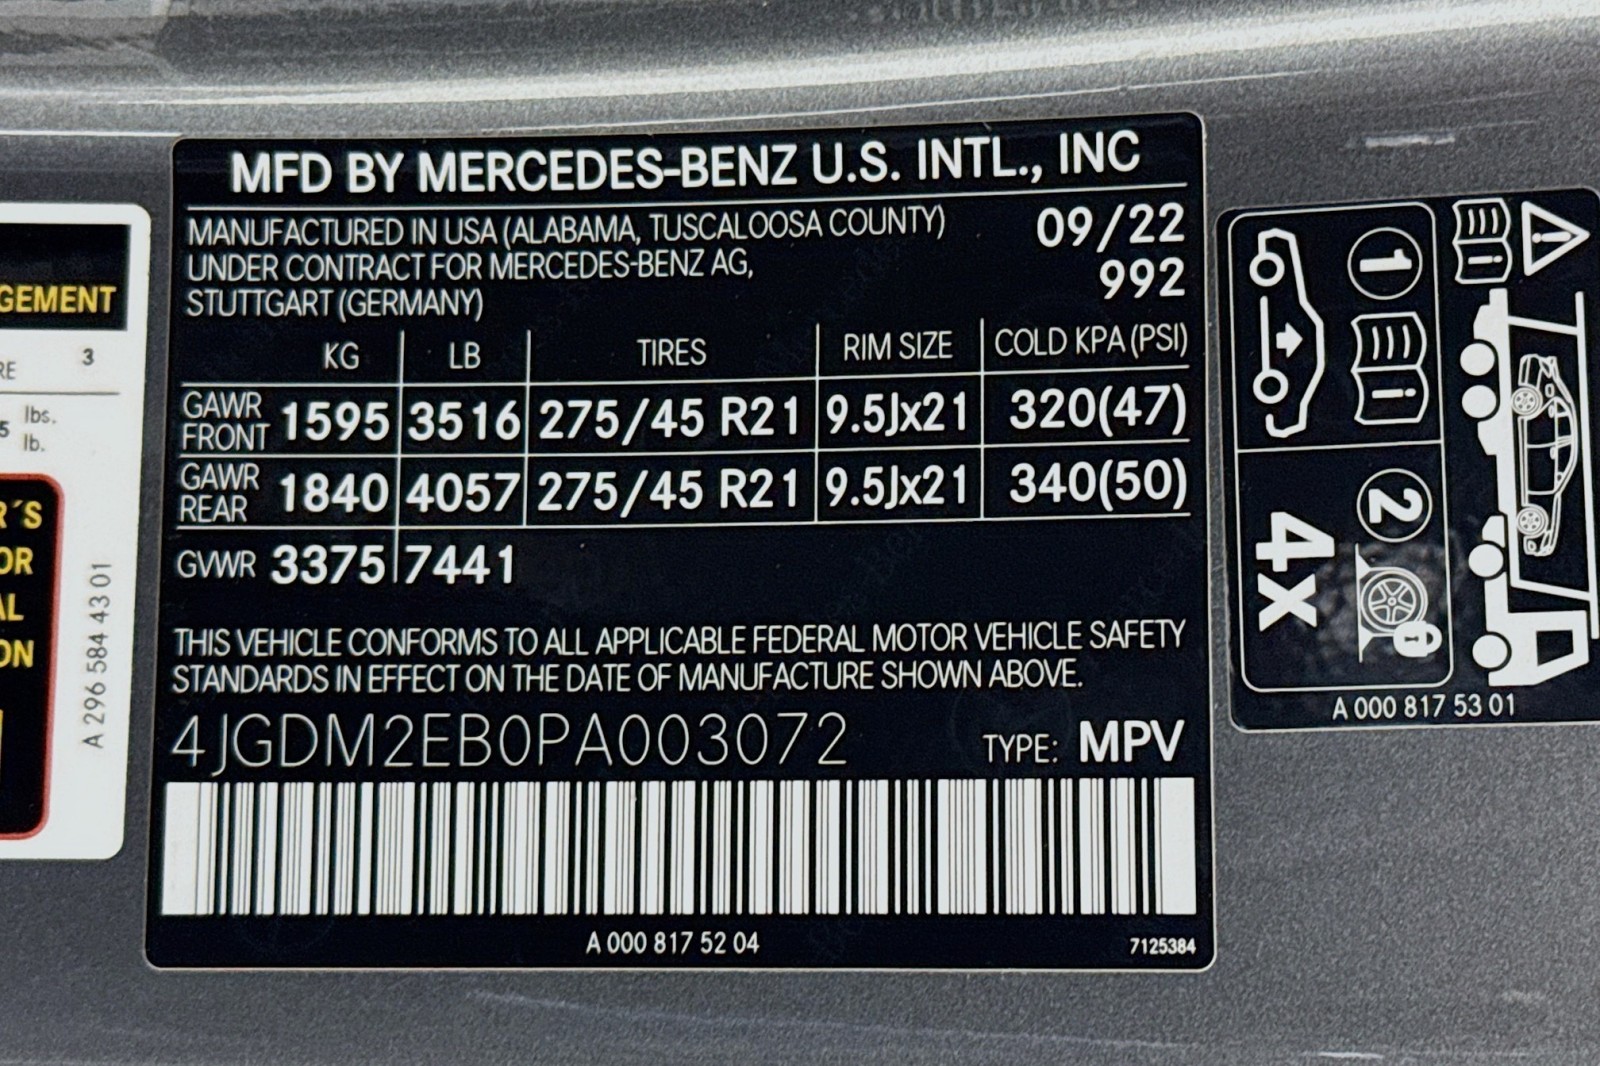 MFD BY MERCEDES-BENZ U.S. INTL., INC
MANUFACTURED IN USA (ALABAMA, TUSCALOOSA COUNTY) 09/22
UNDER CONTRACT FOR MERCEDES-BENZ AG, 992
STUTTGART (GERMANY)
KG LB TIRES RIM SIZE COLD KPA (PSI)
GAWR FRONT 1595 3516 275/45 R21 9.5Jx21 320(47)
GAWR REAR 1840 4057 275/45 R21 9.5Jx21 340(50)
GVWR 3375 7441
THIS VEHICLE CONFORMS TO ALL APPLICABLE FEDERAL MOTOR VEHICLE SAFETY
STANDARDS IN EFFECT ON THE DATE OF MANUFACTURE SHOWN ABOVE.
4JGDM2EB0PA003072 TYPE: MPV
A 000 817 52 04 7125384
GEMENT
RE 3
5 lbs.
lb.
R´S
OR
AL
ON
A 296 584 43 01
1
i
2
4x
i
!
A 000 817 53 01